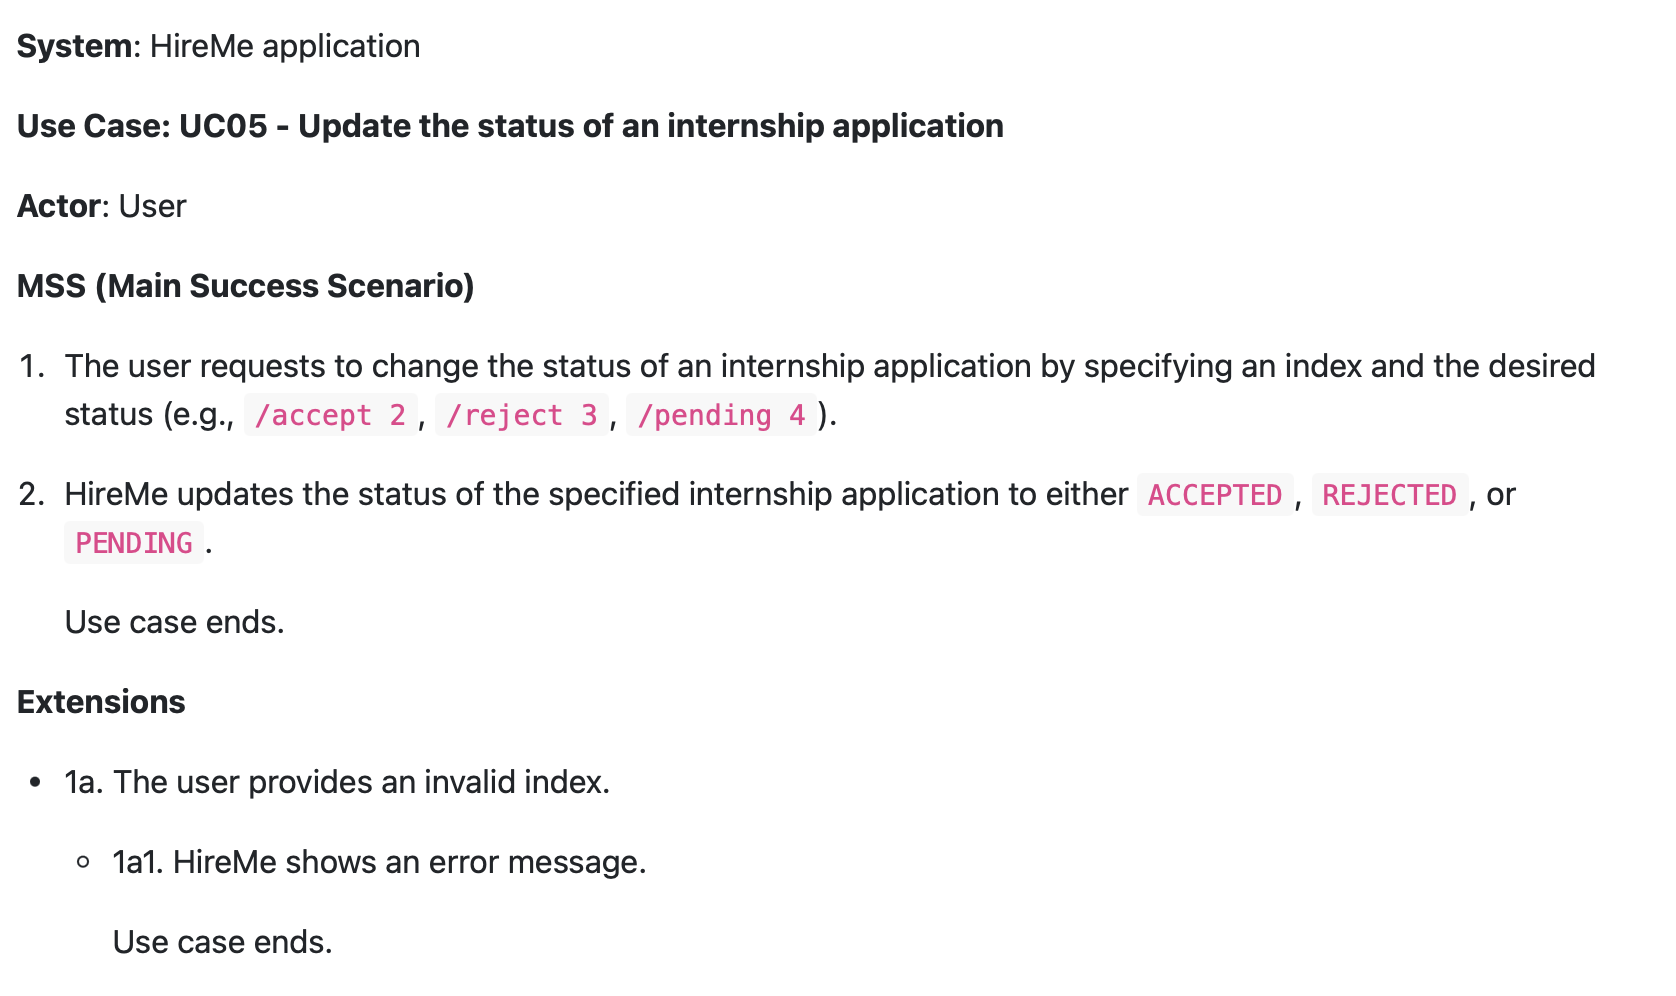 System: HireMe application
Use Case: UC05 - Update the status of an internship application
Actor: User
MSS (Main Success Scenario)
1. The user requests to change the status of an internship application by specifying an index and the desired
status (e.g., /accept 2 , /reject 3 , /pending 4 ).
2. HireMe updates the status of the specified internship application to either ACCEPTED , REJECTED , or
PENDING .
Use case ends.
Extensions
• 1a. The user provides an invalid index.
◦ 1a1. HireMe shows an error message.
Use case ends.